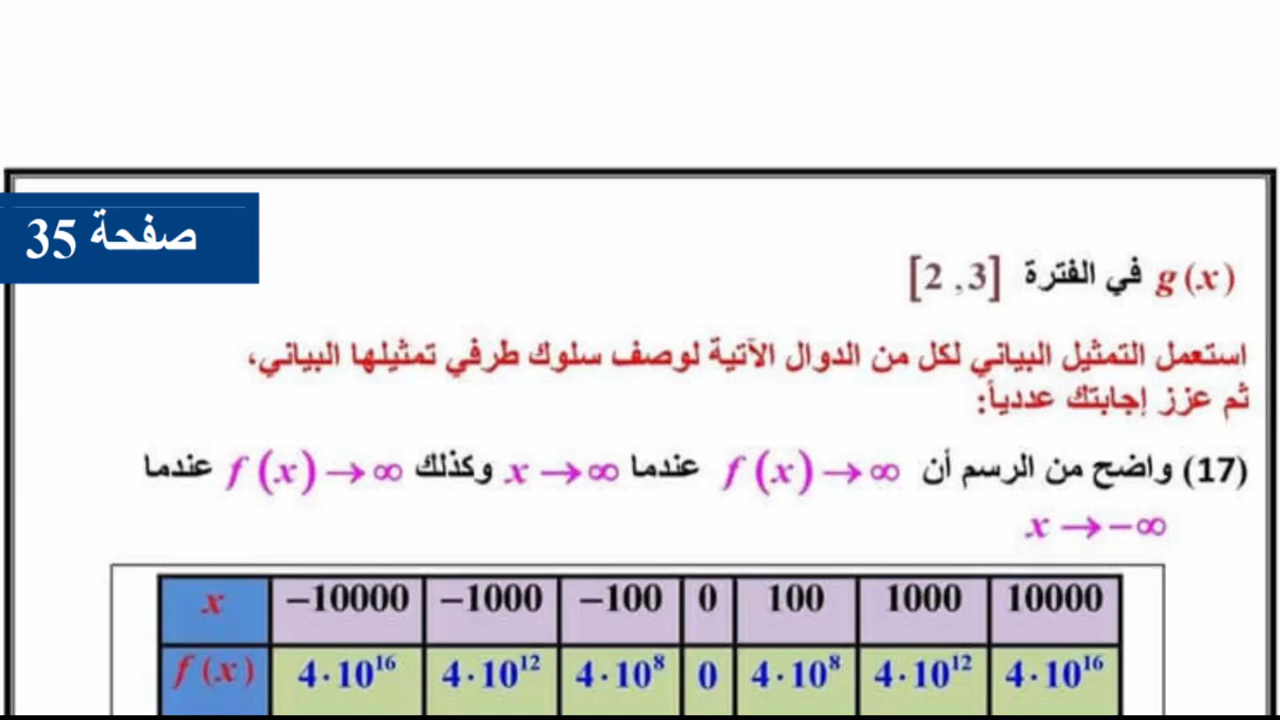 صفحة 35
g(x) في الفترة [2 ,3]
استعمل التمثيل البياني لكل من الدوال الآتية لوصف سلوك طرفي تمثيلها البياني،
ثم عزز إجابتك عددياً:
(17) واضح من الرسم أن f(x)→∞ عندما x→∞ وكذلك f(x)→∞ عندما
x→−∞
x −10000 −1000 −100 0 100 1000 10000
f(x) 4·10¹⁶ 4·10¹² 4·10⁸ 0 4·10⁸ 4·10¹² 4·10¹⁶